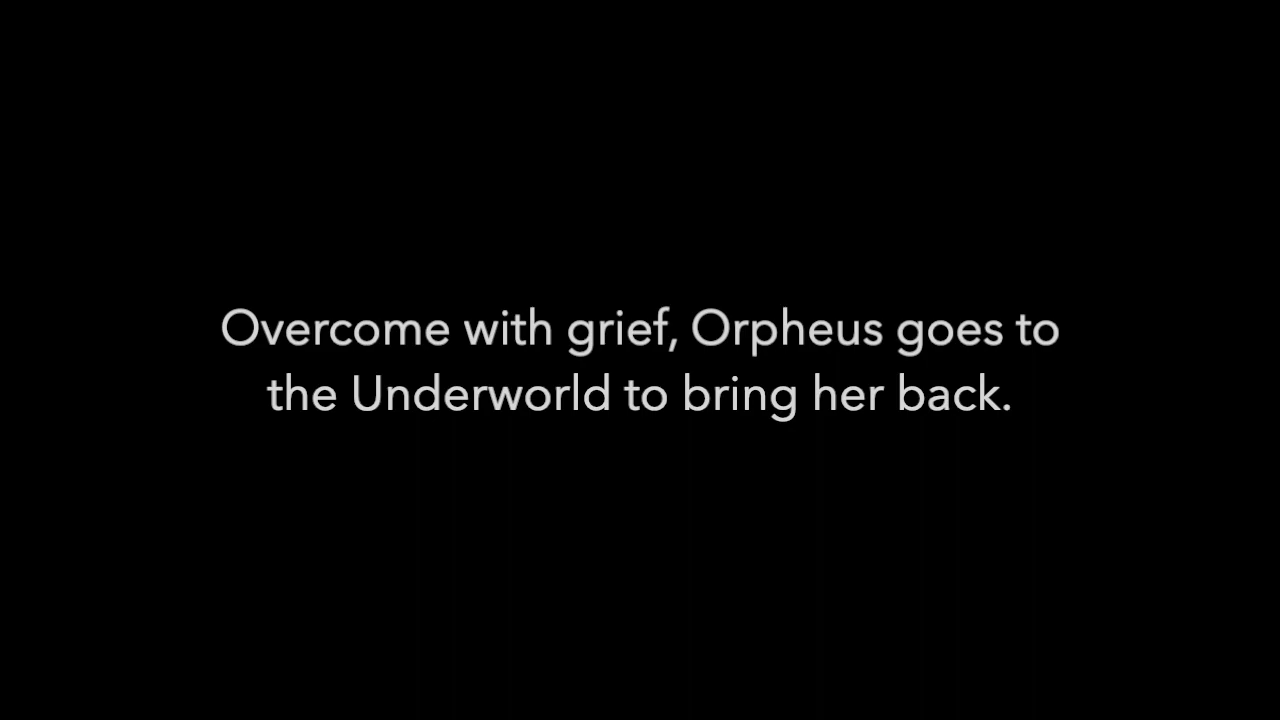 Overcome with grief, Orpheus goes to
the Underworld to bring her back.